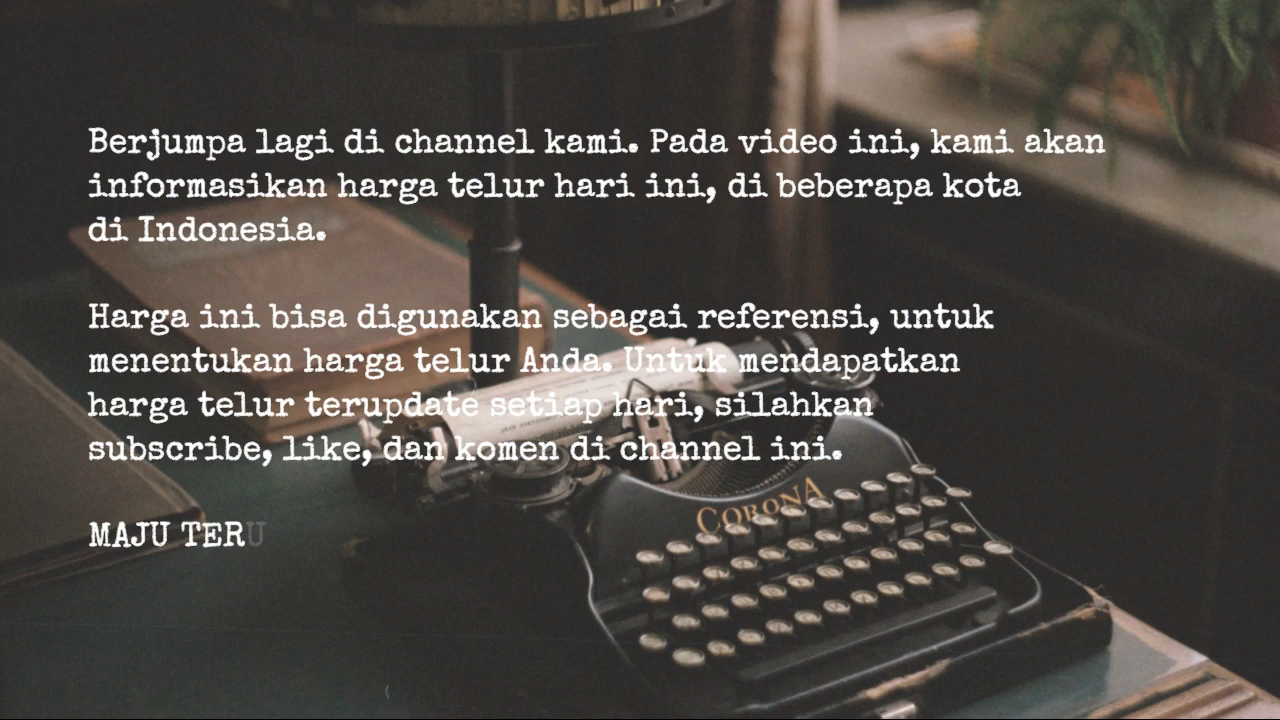 Berjumpa lagi di channel kami. Pada video ini, kami akan
informasikan harga telur hari ini, di beberapa kota
di Indonesia.
Harga ini bisa digunakan sebagai referensi, untuk
menentukan harga telur Anda. Untuk mendapatkan
harga telur terupdate setiap hari, silahkan
subscribe, like, dan komen di channel ini.
MAJU TERU
CORONA